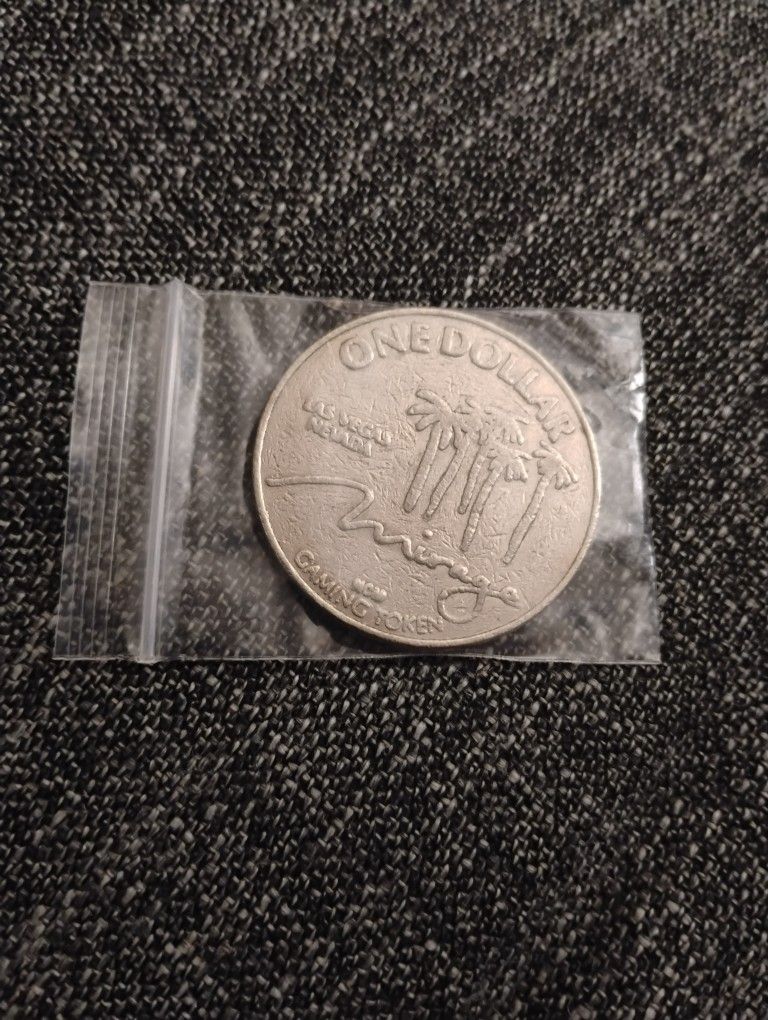 ONE DOLLAR
LAS VEGAS
NEVADA
Mirage
GAMING TOKEN